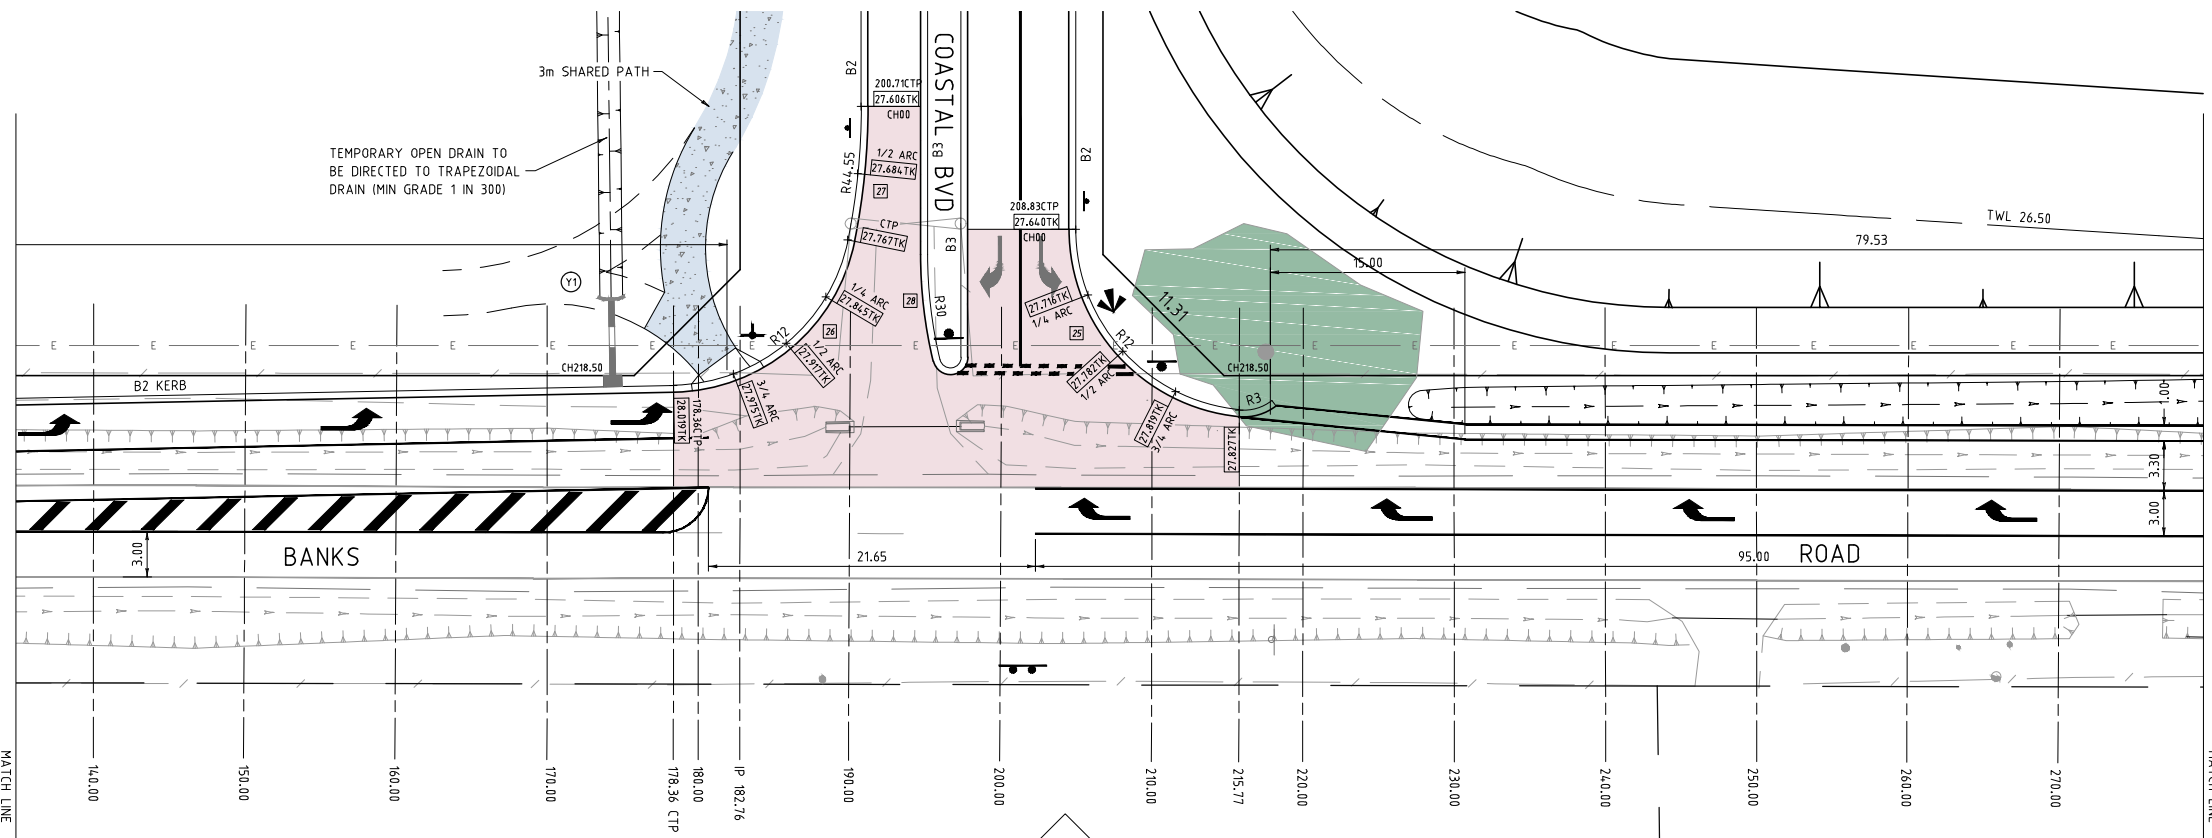 3m SHARED PATH
TEMPORARY OPEN DRAIN TO
BE DIRECTED TO TRAPEZOIDAL
DRAIN (MIN GRADE 1 IN 300)
B2
200.71CTP
27.606TK
CH00
COASTAL BVD
B3
B3
B2
R44.55
1/2 ARC
27.684TK
27
CTP
27.767TK
208.83CTP
27.640TK
CH00
TWL 26.50
79.53
15.00
Y1
1/4 ARC
27.845TK
28
R30
27.716TK
1/4 ARC
11.31
R12
26
25
R12
1/2 ARC
27.917TK
27.782TK
1/2 ARC
E E E E E E E E E E E E E E E E E E
CH218.50
CH218.50
B2 KERB
3/4 ARC
27.975TK
178.36CTP
28.019TK
27.819TK
3/4 ARC
R3
27.827TK
1.00
3.30
3.00
3.00
BANKS
21.65
95.00
ROAD
MATCH LINE
140.00
150.00
160.00
170.00
178.36 CTP
180.00
IP 182.76
190.00
200.00
210.00
215.77
220.00
230.00
240.00
250.00
260.00
270.00